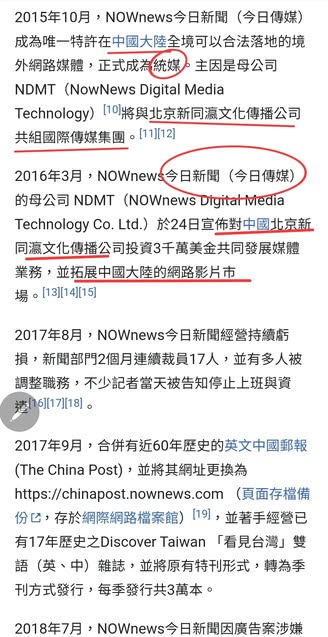 2015年10月，NOWnews今日新聞（今日傳媒）
成為唯一特許在中國大陸全境可以合法落地的境
外網路媒體，正式成為統媒。主因是母公司
NDMT（NowNews Digital Media
Technology）[10]將與北京新同瀛文化傳播公司
共組國際傳媒集團。[11][12]
2016年3月，NOWnews今日新聞（今日傳媒）
的母公司 NDMT（NOWnews Digital Media
Technology Co. Ltd.）於24日宣佈對中國北京新
同瀛文化傳播公司投資3千萬美金共同發展媒體
業務，並拓展中國大陸的網路影片市
場。[13][14][15]
2017年8月，NOWnews今日新聞經營持續虧
損，新聞部門2個月連續裁員17人，並有多人被
調整職務，不少記者當天被告知停止上班與資
遣[16][17][18]。
2017年9月，合併有近60年歷史的英文中國郵報
(The China Post)，並將其網址更換為
https://chinapost.nownews.com （頁面存檔備
份，存於網際網路檔案館）[19]，並著手經營已
有17年歷史之Discover Taiwan 「看見台灣」雙
語（英、中）雜誌，並將原有特刊形式，轉為季
刊方式發行，每季發行共3萬本。
2018年7月，NOWnews今日新聞因廣告案涉嫌